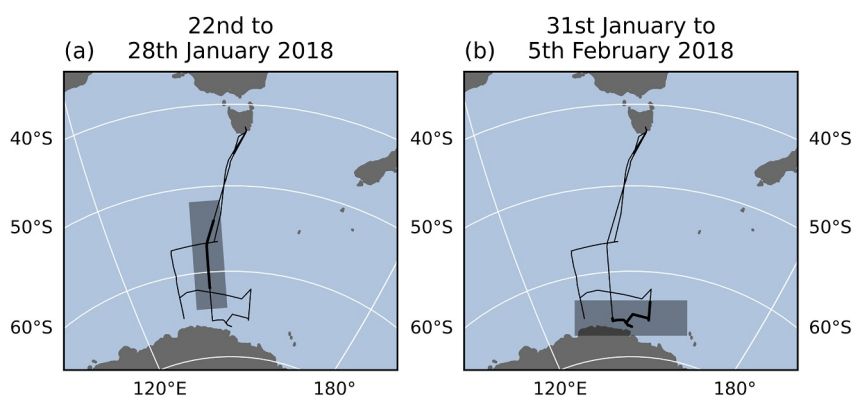 22nd to
(a) 28th January 2018
40°S
50°S
60°S
120°E 180°
31st January to
(b) 5th February 2018
40°S
50°S
60°S
120°E 180°